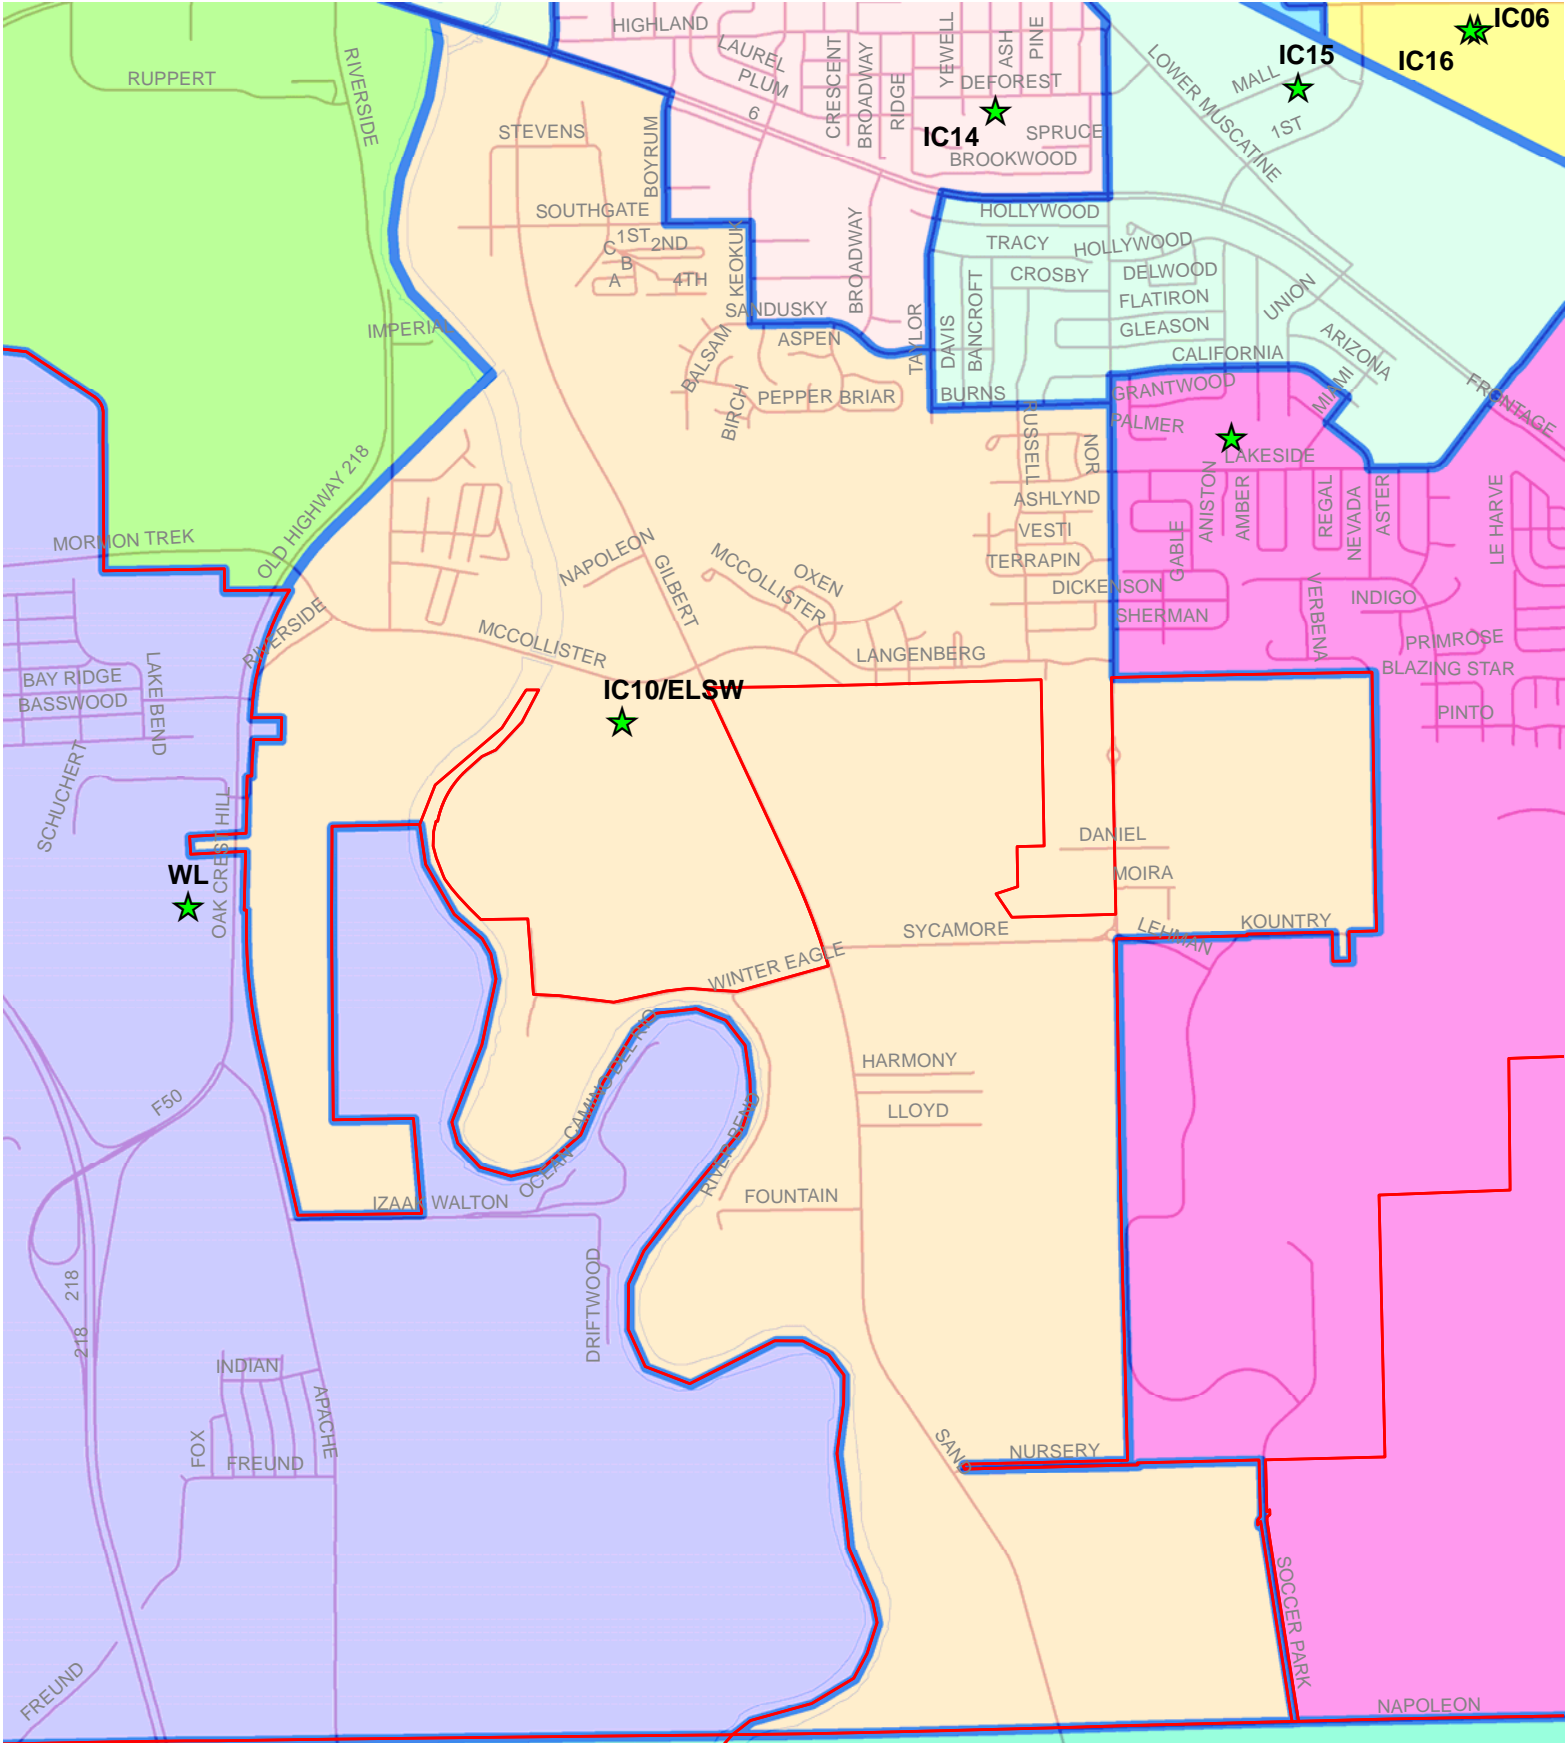 IC06
HIGHLAND
YEWELL
ASH
PINE
LAUREL
PLUM
CRESCENT
BROADWAY
RIDGE
DEFOREST
LOWER MUSCATINE
MALL
IC15
IC16
RUPPERT
RIVERSIDE
6
1ST
STEVENS
BOYRUM
IC14
SPRUCE
BROOKWOOD
SOUTHGATE
HOLLYWOOD
1ST
2ND
C
B
A
4TH
KEOKUK
BROADWAY
TRACY
HOLLYWOOD
CROSBY
DELWOOD
FLATIRON
UNION
IMPERIA
SANDUSKY
ASPEN
TAYLOR
DAVIS
BANCROFT
GLEASON
ARIZONA
CALIFORNIA
BALSAM
BIRCH
PEPPER
BRIAR
BURNS
GRANTWOOD
MIAMI
FRONTAGE
PALMER
RUSSELL
NOR
LAKESIDE
OLD HIGHWAY 218
ASHLYND
ANISTON
AMBER
REGAL
NEVADA
ASTER
LE HARVE
MORMON TREK
NAPOLEON
GILBERT
MCCOLLISTER
OXEN
VESTI
TERRAPIN
GABLE
DICKENSON
VERBENA
INDIGO
SHERMAN
RIVERSIDE
MCCOLLISTER
LANGENBERG
PRIMROSE
BLAZING STAR
BAY RIDGE
BASSWOOD
LAKE BEND
IC10/ELSW
PINTO
SCHUCHERT
OAK CREST HILL
DANIEL
MOIRA
WL
SYCAMORE
LEHMAN
KOUNTRY
WINTER EAGLE
F50
OCEAN
CAMINO DEL RIO
HARMONY
LLOYD
RIVER BEND
IZAAK WALTON
FOUNTAIN
218
218
DRIFTWOOD
INDIAN
APACHE
FOX
FREUND
SAND
NURSERY
SOCCER PARK
FREUND
NAPOLEON